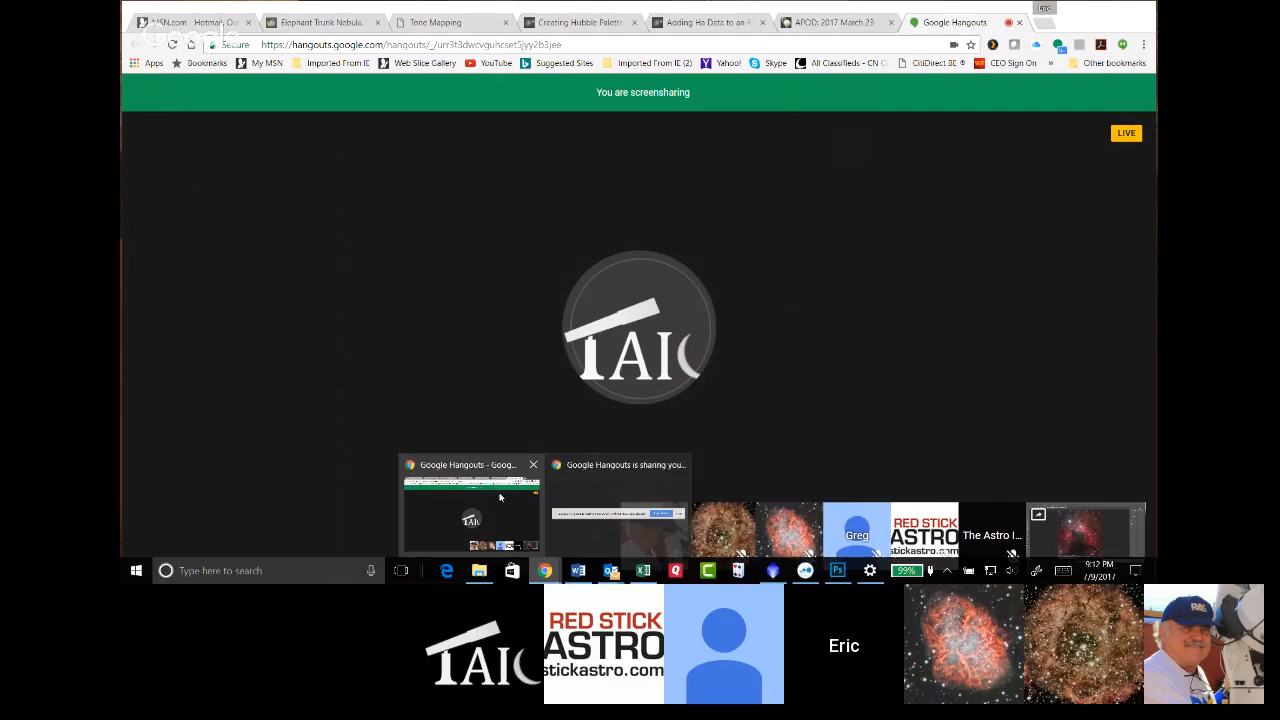 Eric
MSN.com - Hotmail, Ou
Elephant Trunk Nebula,
Tone Mapping
Creating Hubble Palette
Adding Ha Data to an R
APOD: 2017 March 23
Google Hangouts
Google
Secure
https://hangouts.google.com/hangouts/_/urr3t3dwcvguhcset5jyy2b3jee
Apps
Bookmarks
My MSN
Imported From IE
Web Slice Gallery
YouTube
Suggested Sites
Imported From IE (2)
Yahoo!
Skype
All Classifieds - CN C
CitiDirect BE ®
CEO Sign On
»
Other bookmarks
You are screensharing
LIVE
TAIC
Google Hangouts - Goog...
Google Hangouts is sharing you...
TAIC
Greg
RED STICK
ASTRO
stickastro.com
The Astro I...
Type here to search
99%
9:12 PM
7/9/2017
TAIC
RED STICK
ASTRO
stickastro.com
Eric
RAS